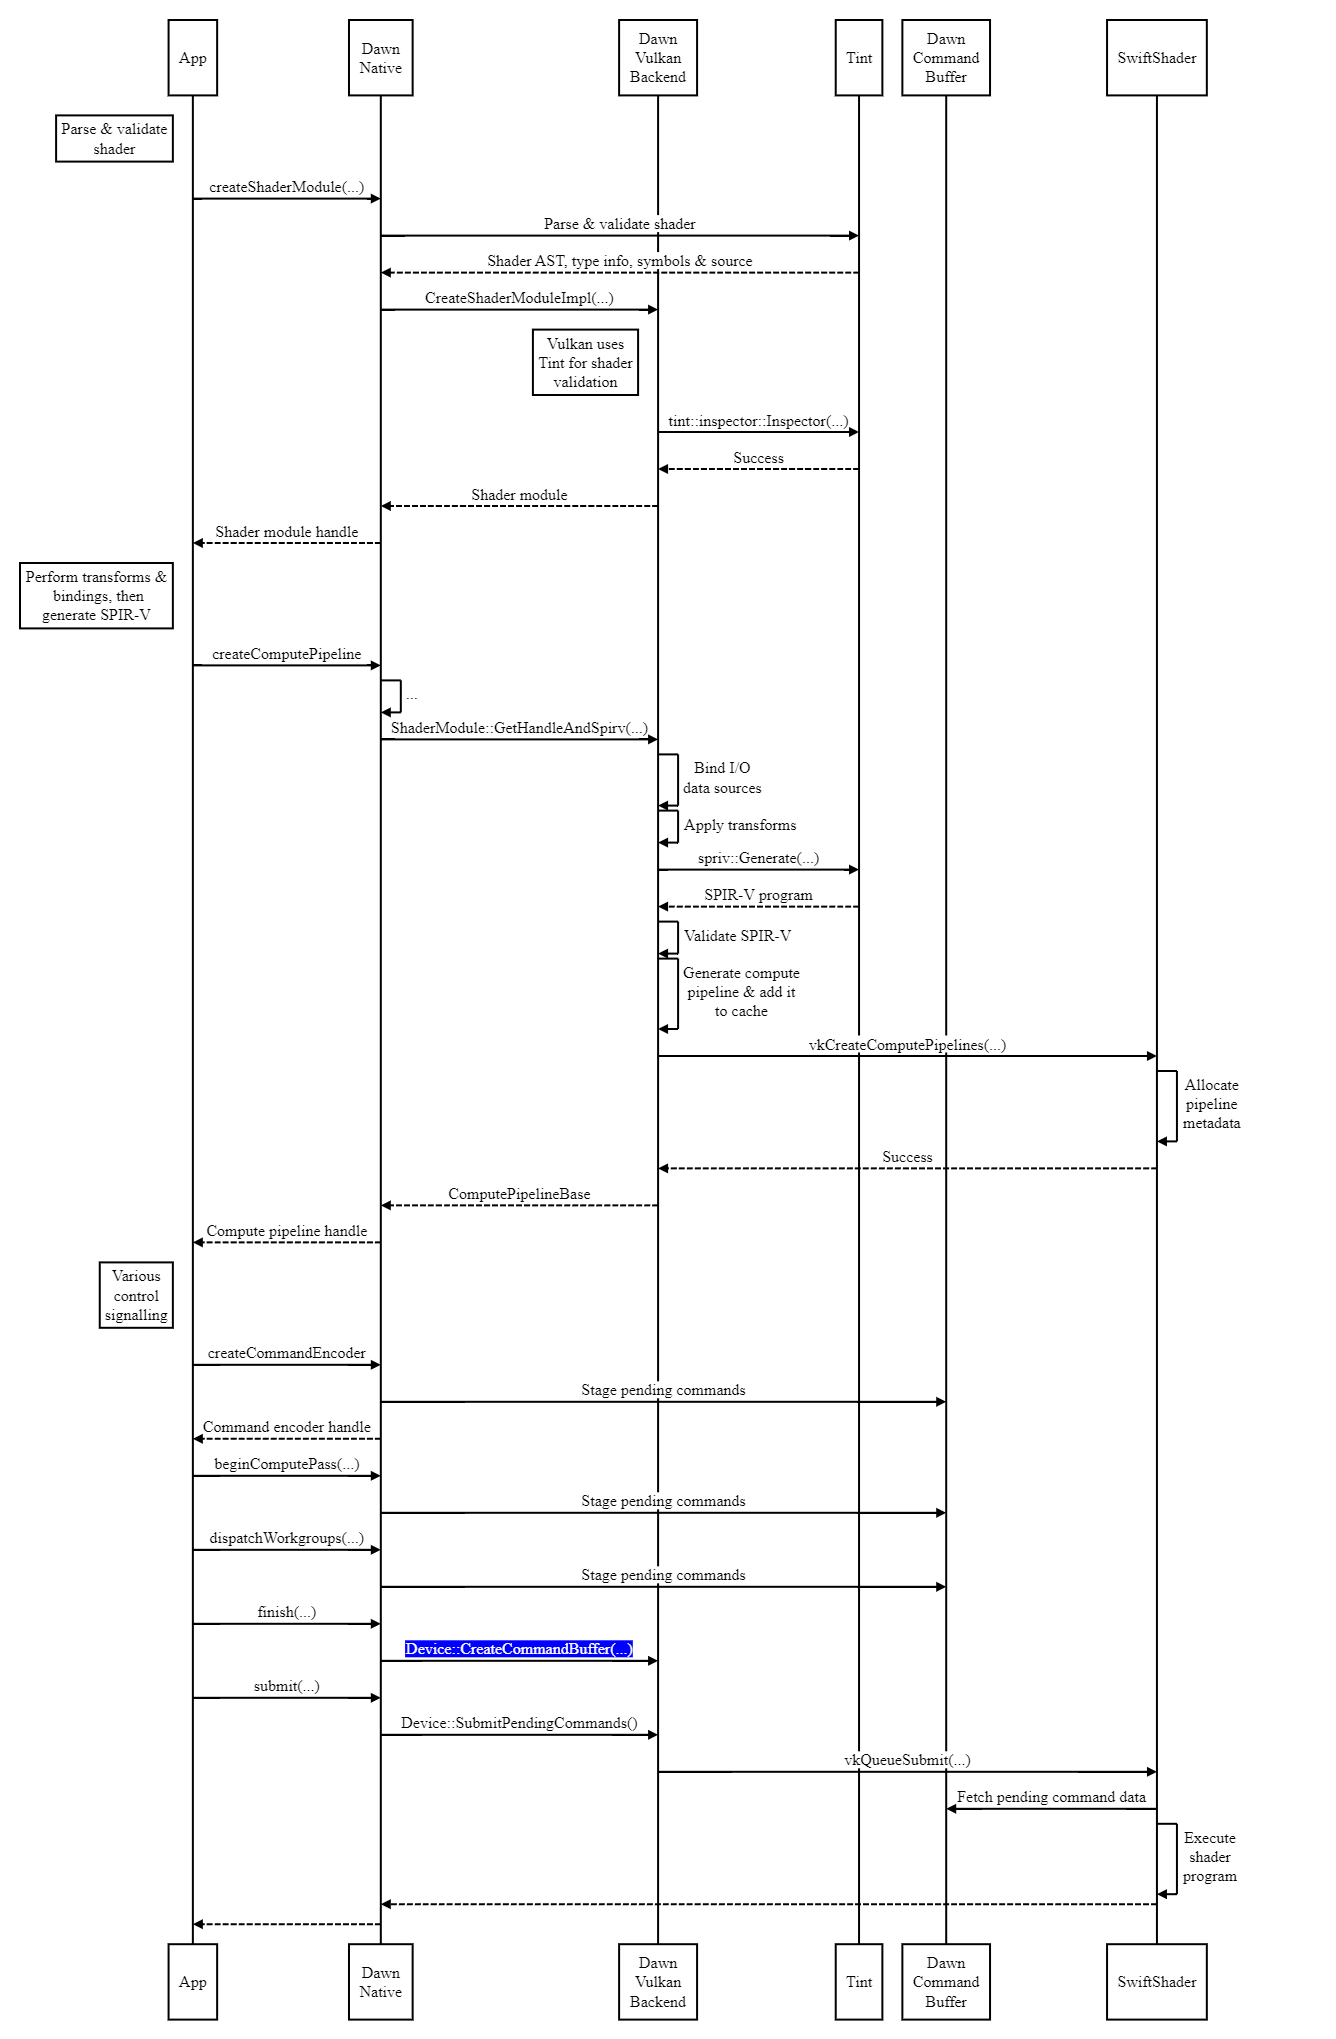 App
Dawn
Native
Dawn
Vulkan
Backend
Tint
Dawn
Command
Buffer
SwiftShader
Parse & validate
shader
createShaderModule(...)
Parse & validate shader
Shader AST, type info, symbols & source
CreateShaderModuleImpl(...)
Vulkan uses
Tint for shader
validation
tint::inspector::Inspector(...)
Success
Shader module
Shader module handle
Perform transforms &
bindings, then
generate SPIR-V
createComputePipeline
...
ShaderModule::GetHandleAndSpirv(...)
Bind I/O
data sources
Apply transforms
spriv::Generate(...)
SPIR-V program
Validate SPIR-V
Generate compute
pipeline & add it
to cache
vkCreateComputePipelines(...)
Allocate
pipeline
metadata
Success
ComputePipelineBase
Compute pipeline handle
Various
control
signalling
createCommandEncoder
Stage pending commands
Command encoder handle
beginComputePass(...)
Stage pending commands
dispatchWorkgroups(...)
Stage pending commands
finish(...)
Device::CreateCommandBuffer(...)
submit(...)
Device::SubmitPendingCommands()
vkQueueSubmit(...)
Fetch pending command data
Execute
shader
program
App
Dawn
Native
Dawn
Vulkan
Backend
Tint
Dawn
Command
Buffer
SwiftShader